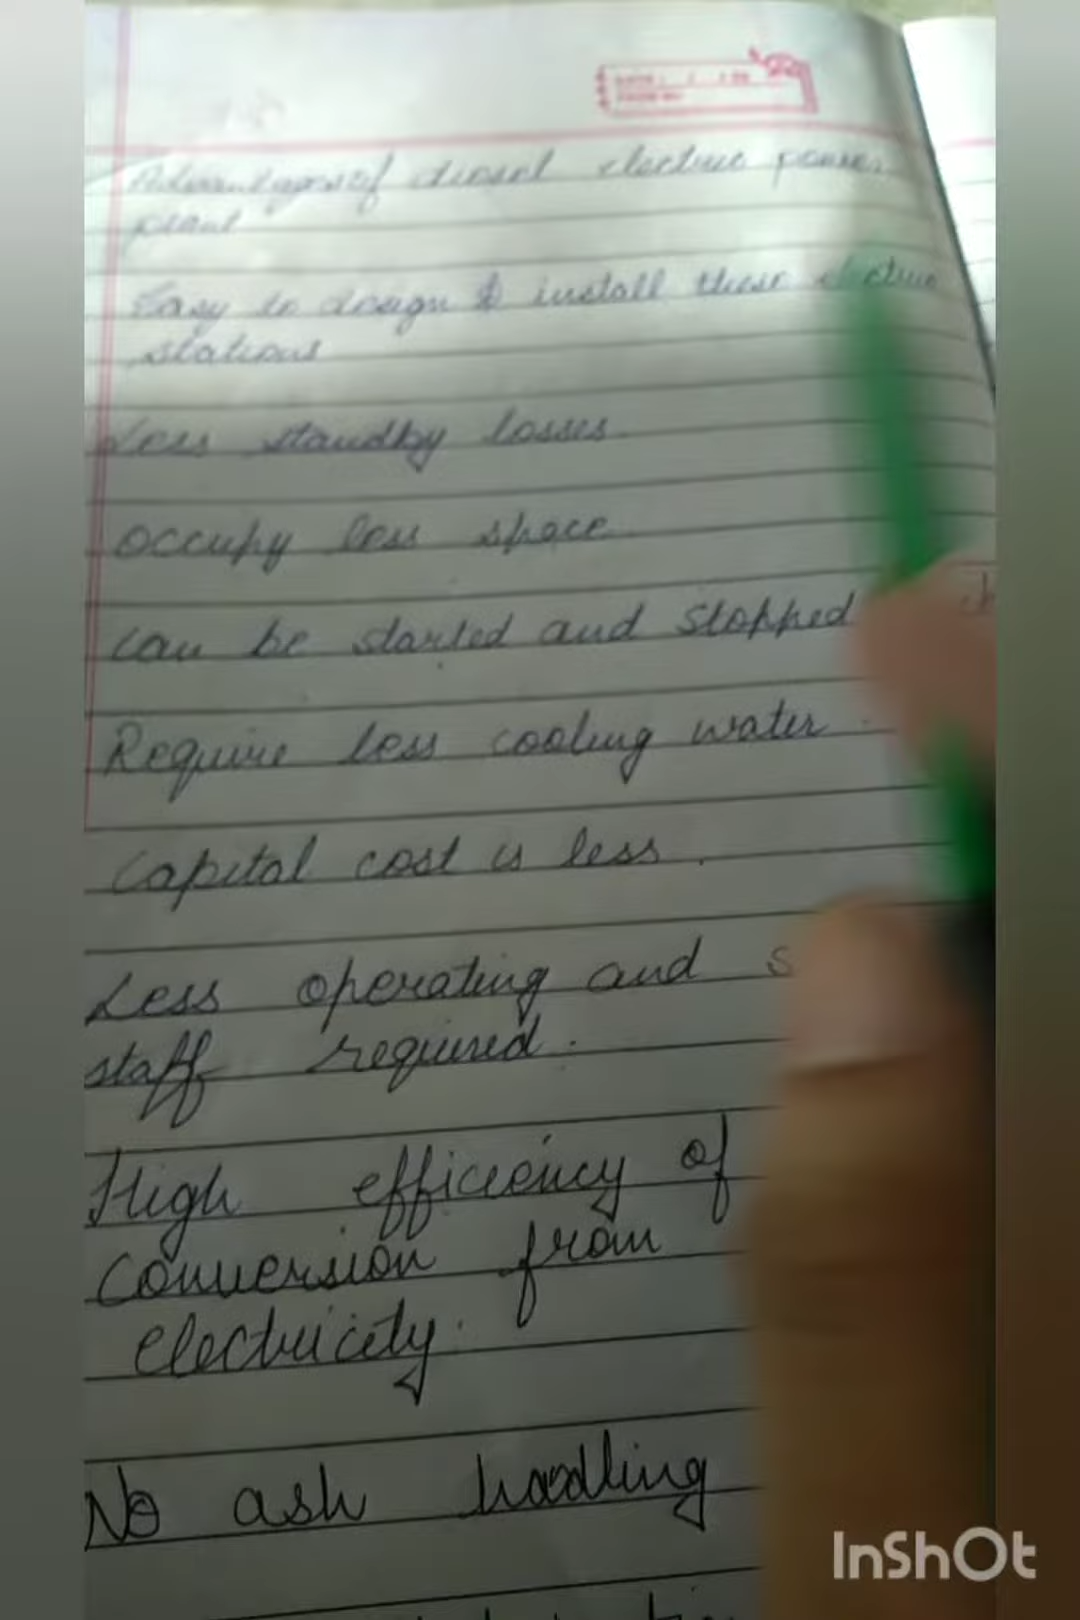 Advantages of diesel electric power
plant
Easy to design & install these electric
stations
Less standby losses
Occupy less space
Can be started and stopped
Require less cooling water.
Capital cost is less.
Less operating and s
staff required.
High efficiency of
conversion from
electricity.
No ash handling
InShOt